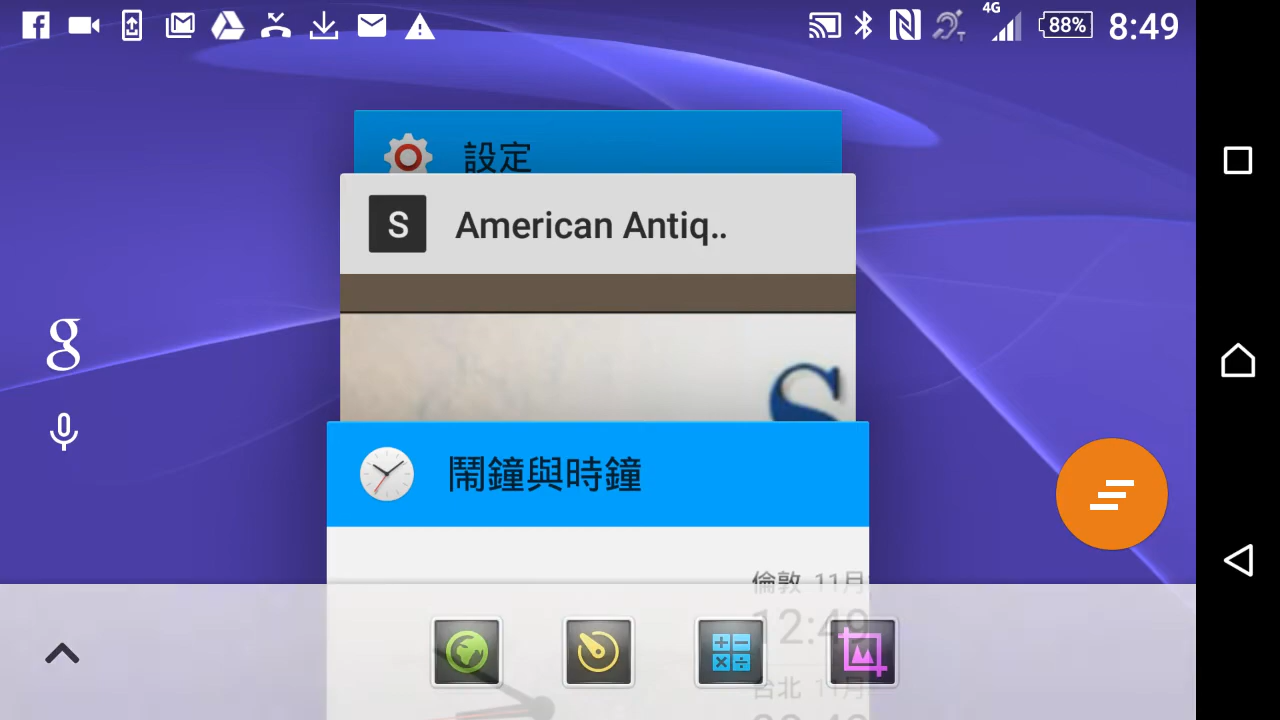 4G
88%
8:49
設定
S American Antiq..
S
鬧鐘與時鐘
倫敦 11月
12:49
台北 11月
g